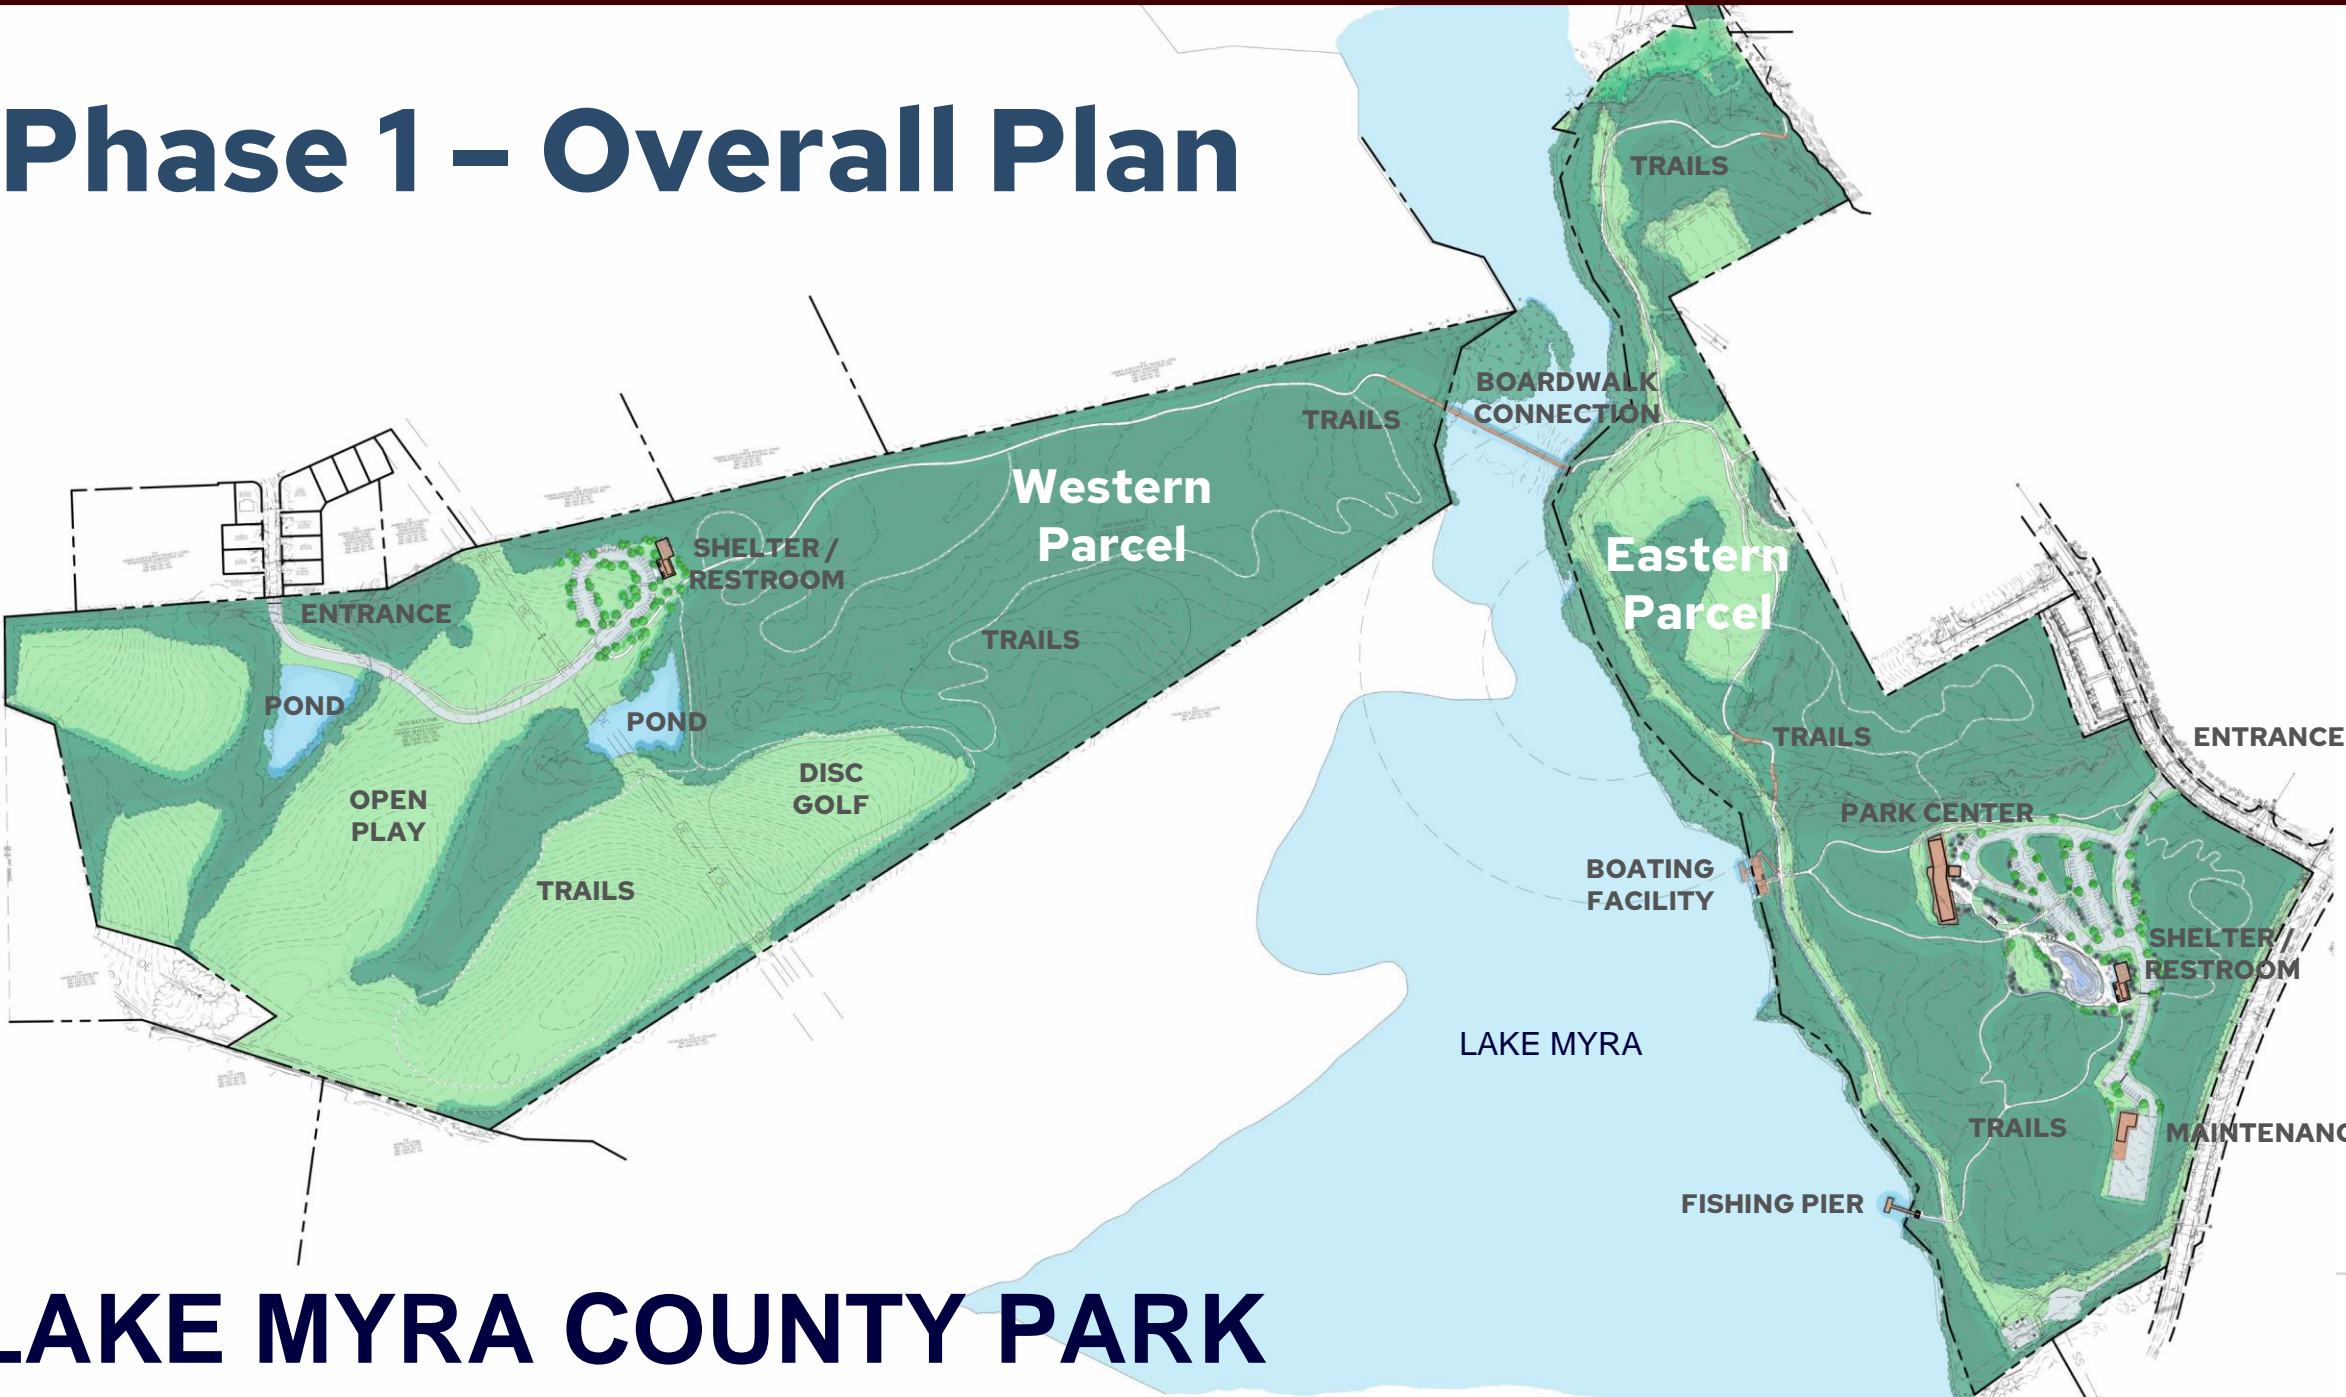 Phase 1 – Overall Plan
TRAILS
BOARDWALK
CONNECTION
TRAILS
Western
Parcel
SHELTER /
RESTROOM
Eastern
Parcel
ENTRANCE
TRAILS
POND
POND
TRAILS
ENTRANCE
DISC
GOLF
OPEN
PLAY
PARK CENTER
TRAILS
BOATING
FACILITY
SHELTER /
RESTROOM
LAKE MYRA
TRAILS
MAINTENANC
FISHING PIER
LAKE MYRA COUNTY PARK